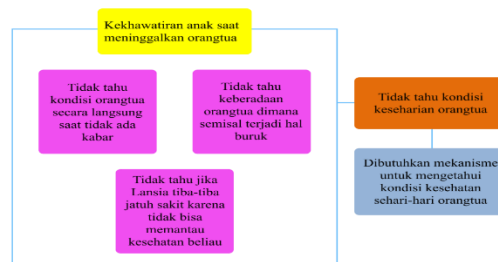 Kekhawatiran anak saat
meninggalkan orangtua
Tidak tahu
kondisi orangtua
secara langsung
saat tidak ada
kabar
Tidak tahu
keberadaan
orangtua dimana
semisal terjadi hal
buruk
Tidak tahu jika
Lansia tiba-tiba
jatuh sakit karena
tidak bisa
memantau
kesehatan beliau
Tidak tahu kondisi
keseharian orangtua
Dibutuhkan mekanisme
untuk mengetahui
kondisi kesehatan
sehari-hari orangtua